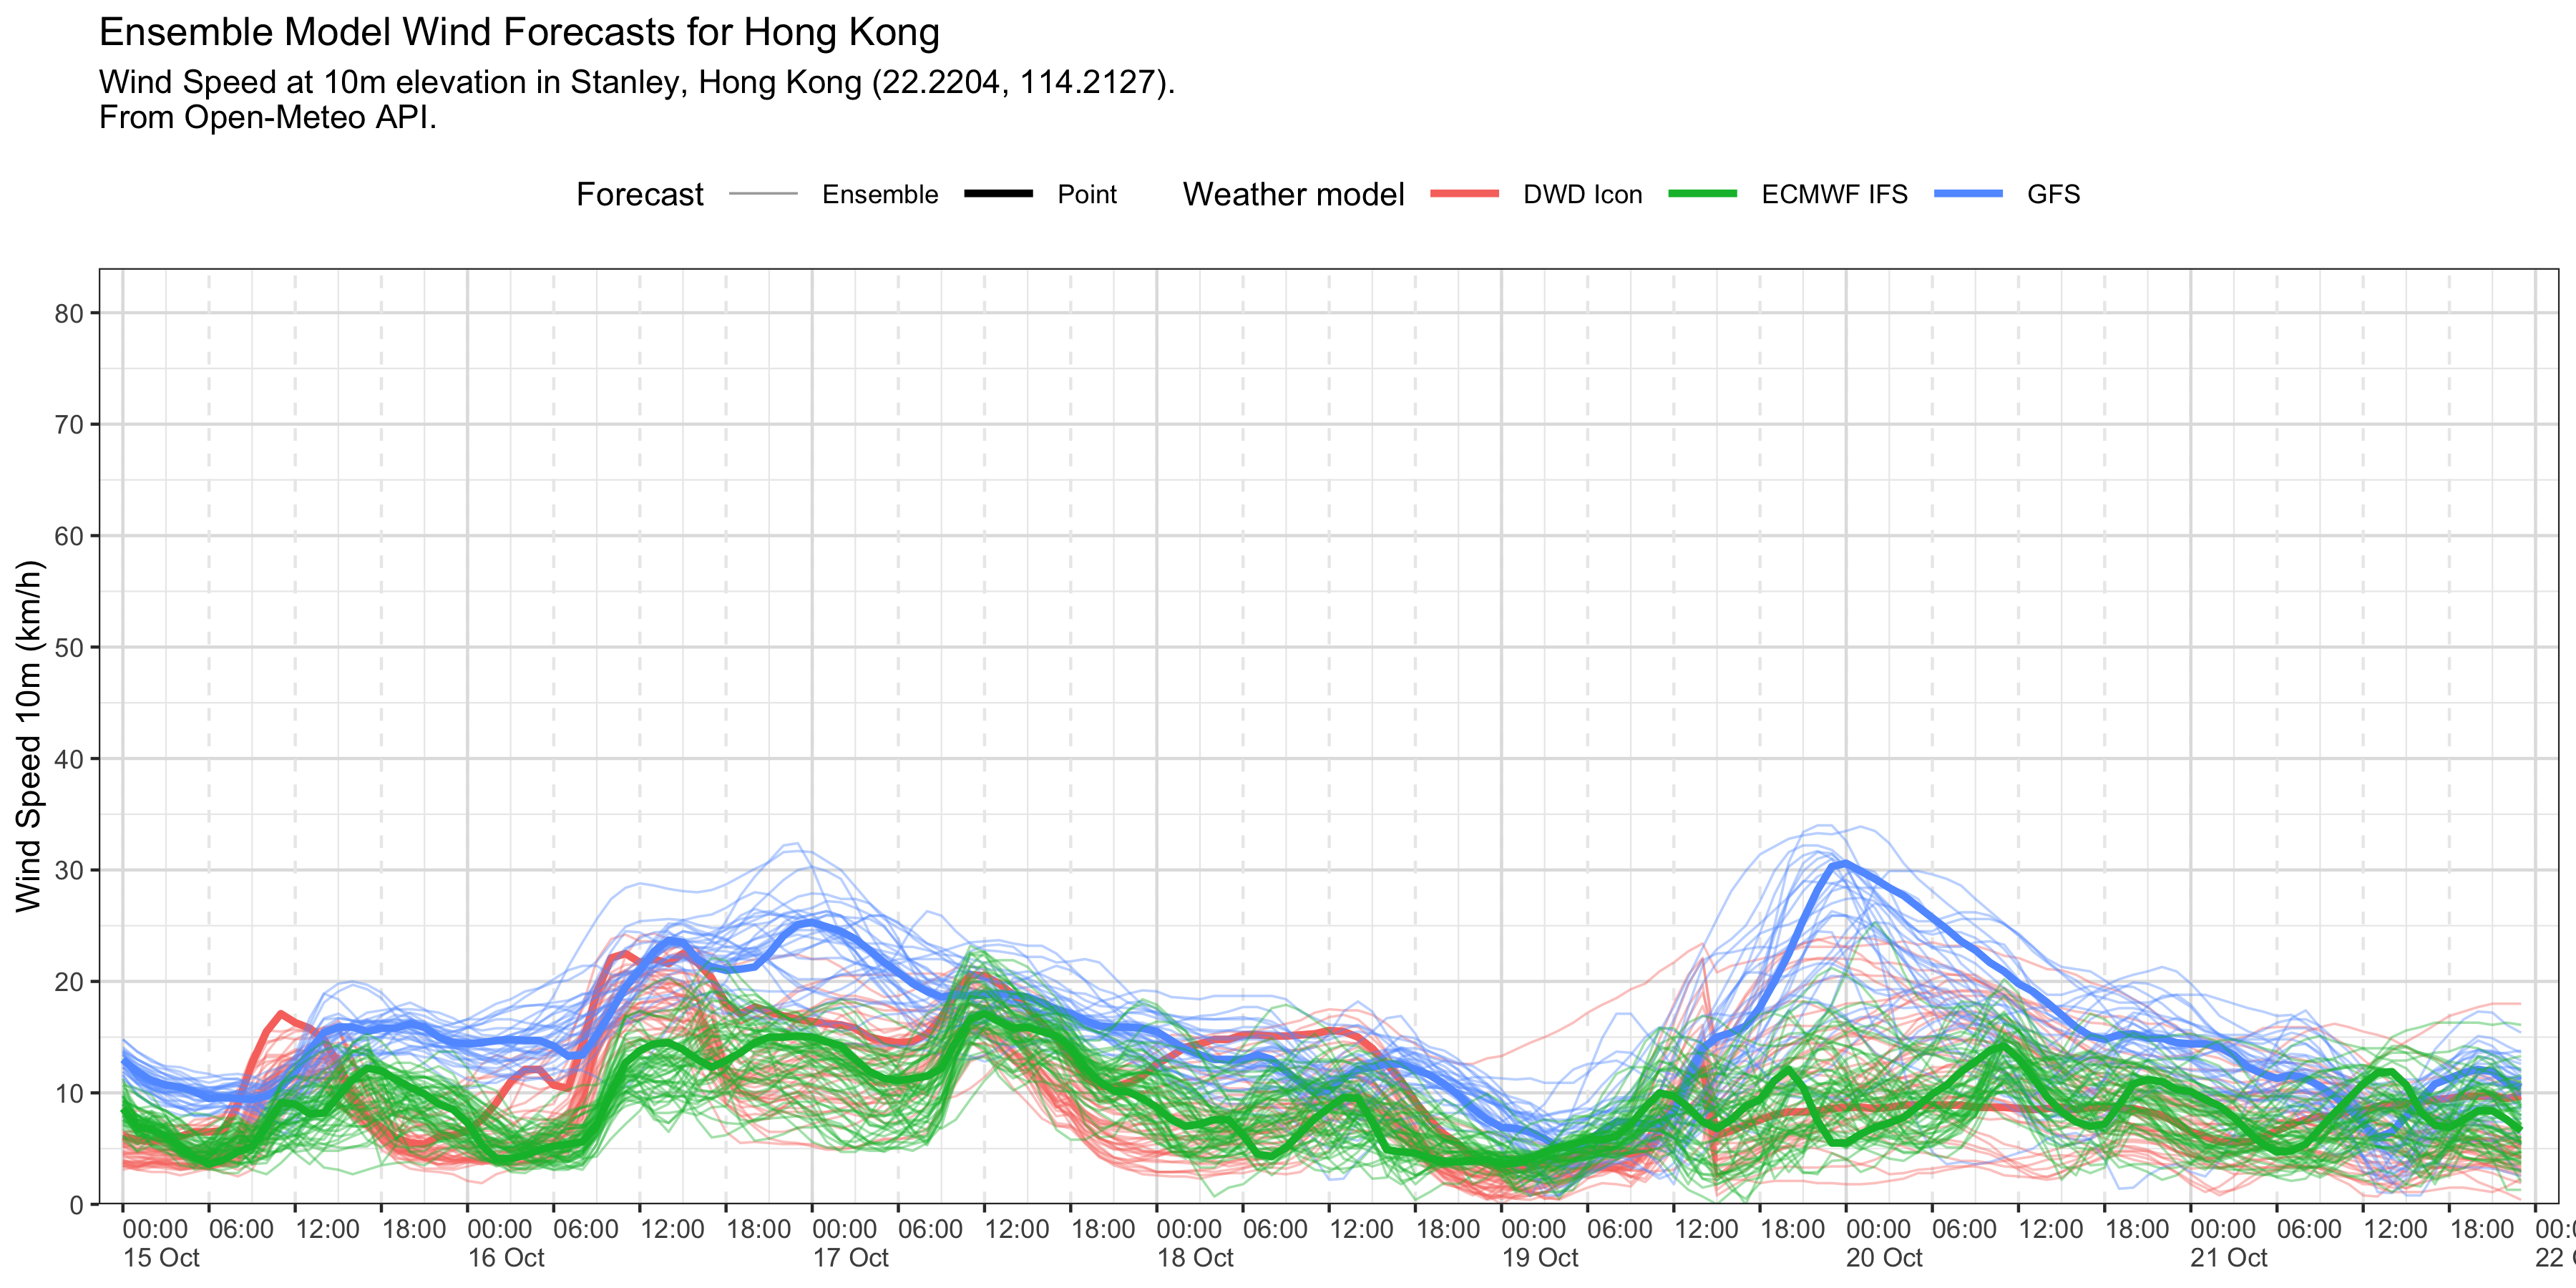 Ensemble Model Wind Forecasts for Hong Kong
Wind Speed at 10m elevation in Stanley, Hong Kong (22.2204, 114.2127).
From Open-Meteo API.
Forecast Ensemble Point Weather model DWD Icon ECMWF IFS GFS
Wind Speed 10m (km/h)
80
70
60
50
40
30
20
10
0
00:00 06:00 12:00 18:00 00:00 06:00 12:00 18:00 00:00 06:00 12:00 18:00 00:00 06:00 12:00 18:00 00:00 06:00 12:00 18:00 00:00 06:00 12:00 18:00 00:00 06:00 12:00 18:00 00:0
15 Oct 16 Oct 17 Oct 18 Oct 19 Oct 20 Oct 21 Oct 22